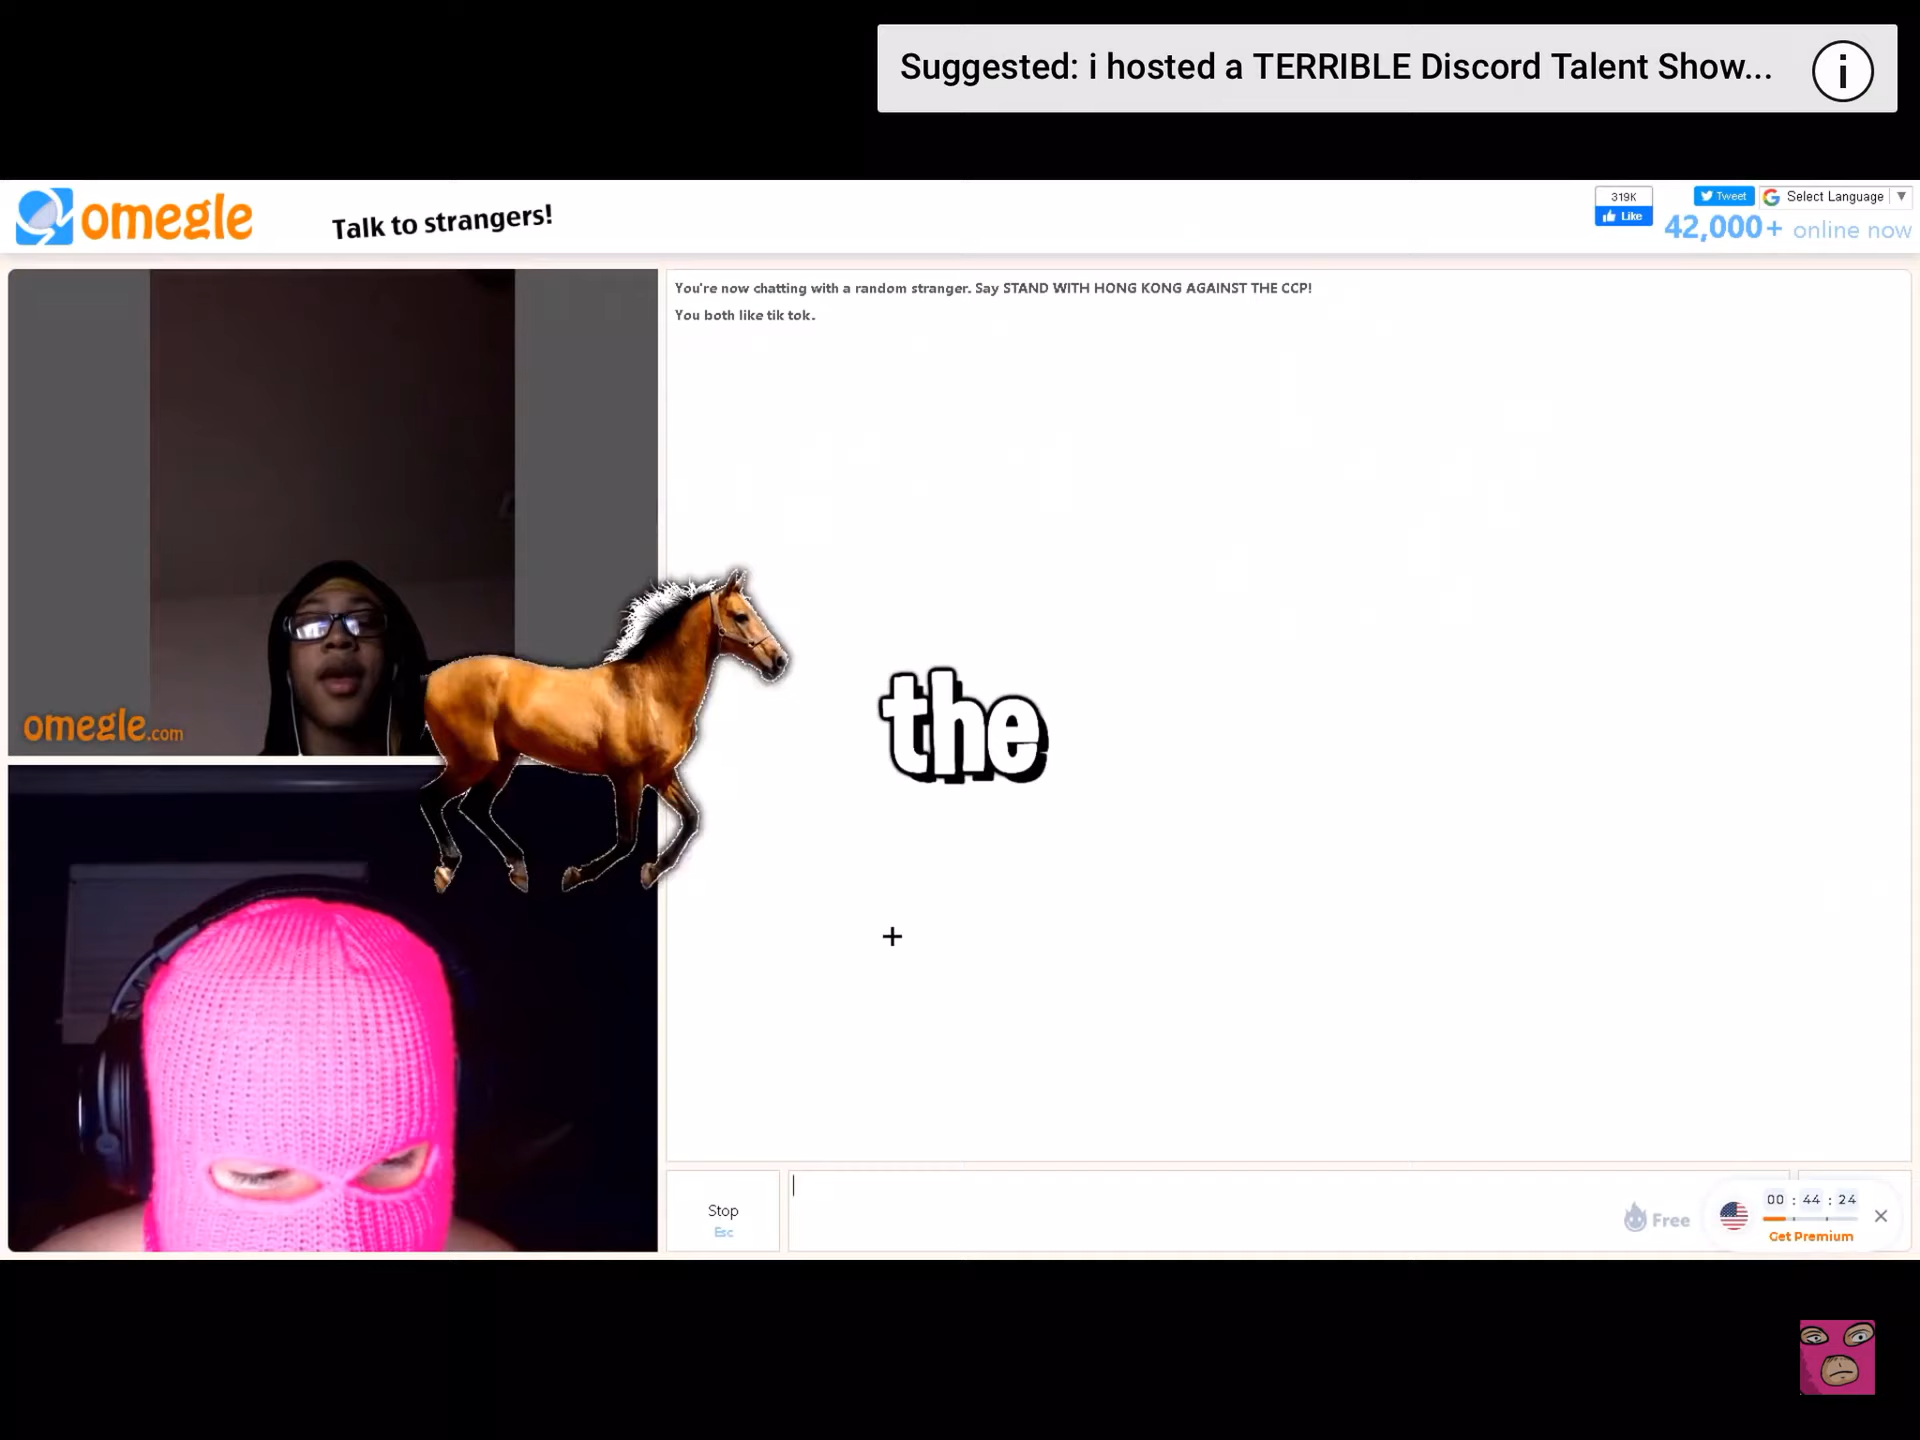 Suggested: i hosted a TERRIBLE Discord Talent Show...
omegle
Talk to strangers!
319K
Like
Tweet
Select Language
42,000+ online now
You're now chatting with a random stranger. Say STAND WITH HONG KONG AGAINST THE CCP!
You both like tik tok.
omegle.com
the
Stop
Esc
Free
00 : 44 : 24
Get Premium